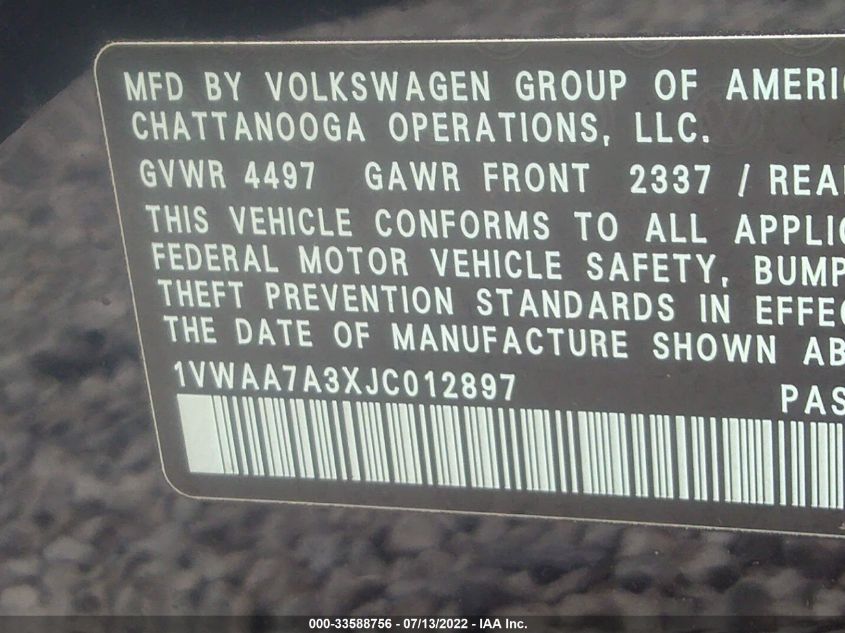 MFD BY VOLKSWAGEN GROUP OF AMERIC
CHATTANOOGA OPERATIONS, LLC.
GVWR 4497 GAWR FRONT 2337 / REAR
THIS VEHICLE CONFORMS TO ALL APPLIC
FEDERAL MOTOR VEHICLE SAFETY, BUMP
THEFT PREVENTION STANDARDS IN EFFEC
THE DATE OF MANUFACTURE SHOWN AB
1VWAA7A3XJC012897 PAS
000-33588756 - 07/13/2022 - IAA Inc.